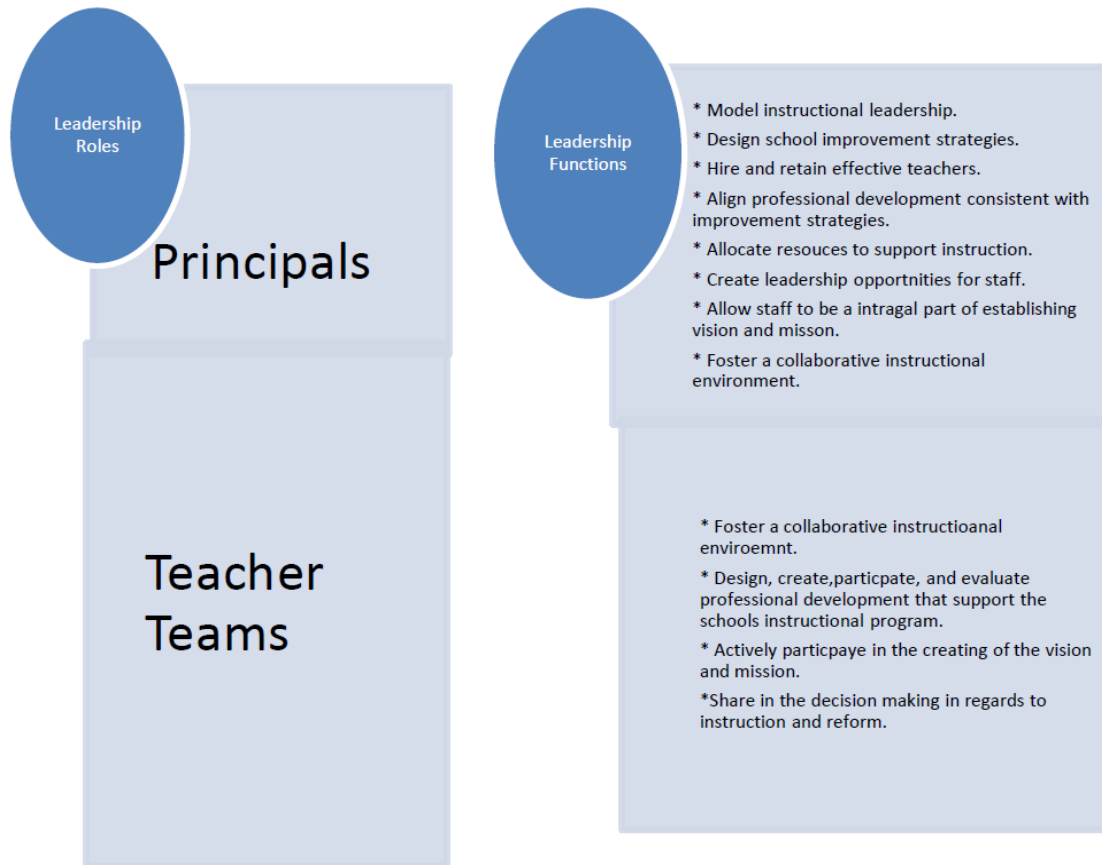 Leadership
Roles
Principals
Teacher
Teams
Leadership
Functions
* Model instructional leadership.
* Design school improvement strategies.
* Hire and retain effective teachers.
* Align professional development consistent with
improvement strategies.
* Allocate resouces to support instruction.
* Create leadership opportnities for staff.
* Allow staff to be a intragal part of establishing
vision and misson.
* Foster a collaborative instructional
environment.
* Foster a collaborative instructioanal
enviroemnt.
* Design, create,particpate, and evaluate
professional development that support the
schools instructional program.
* Actively particpaye in the creating of the vision
and mission.
*Share in the decision making in regards to
instruction and reform.